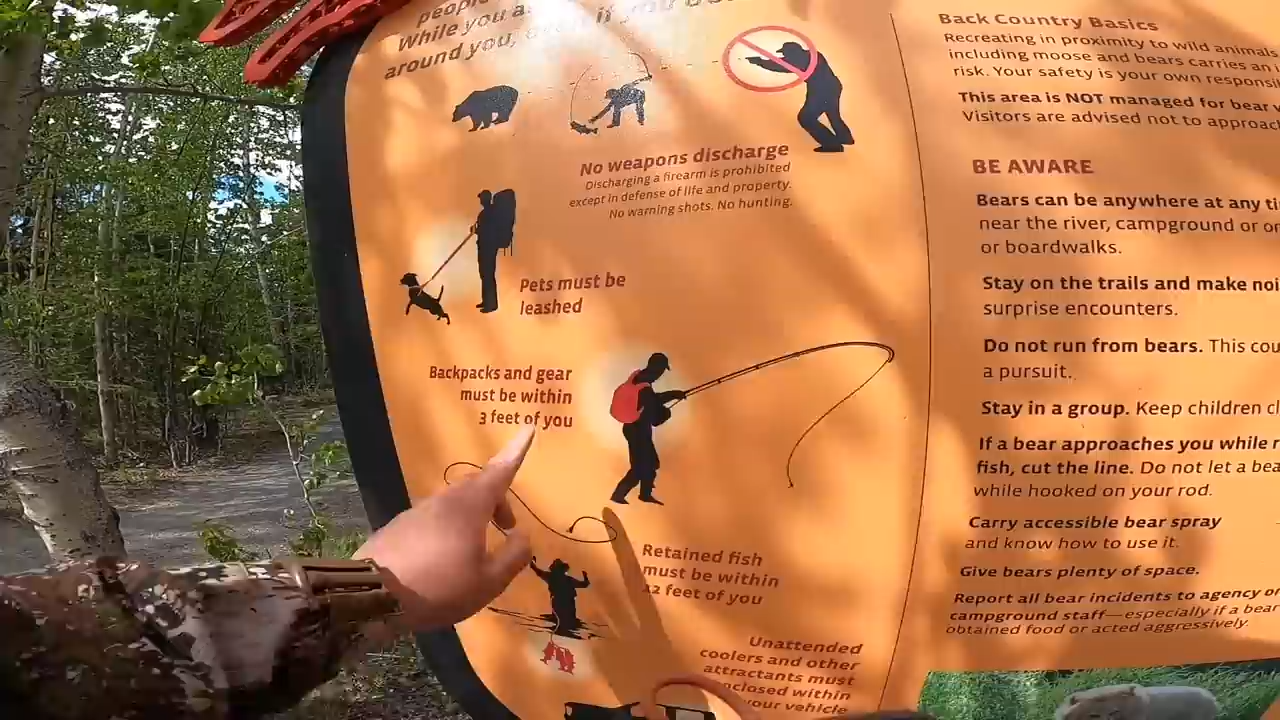 people
While you a
around you, even if you
No weapons discharge
Discharging a firearm is prohibited
except in defense of life and property.
No warning shots. No hunting.
Pets must be
leashed
Backpacks and gear
must be within
3 feet of you
Retained fish
must be within
12 feet of you
Unattended
coolers and other
attractants must
enclosed within
your vehicle
Back Country Basics
Recreating in proximity to wild animals
including moose and bears carries an
risk. Your safety is your own
This area is NOT managed for bear
Visitors are advised not to
BE AWARE
Bears can be anywhere at any
near the river, campground or
or boardwalks.
Stay on the trails and make
surprise encounters.
Do not run from bears. This
a pursuit.
Stay in a group. Keep children
If a bear approaches you while
fish, cut the line. Do not let a
while hooked on your rod.
Carry accessible bear spray
and know how to use it.
Give bears plenty of space.
Report all bear incidents to agency or
campground staff—especially if a bear
obtained food or acted aggressively.